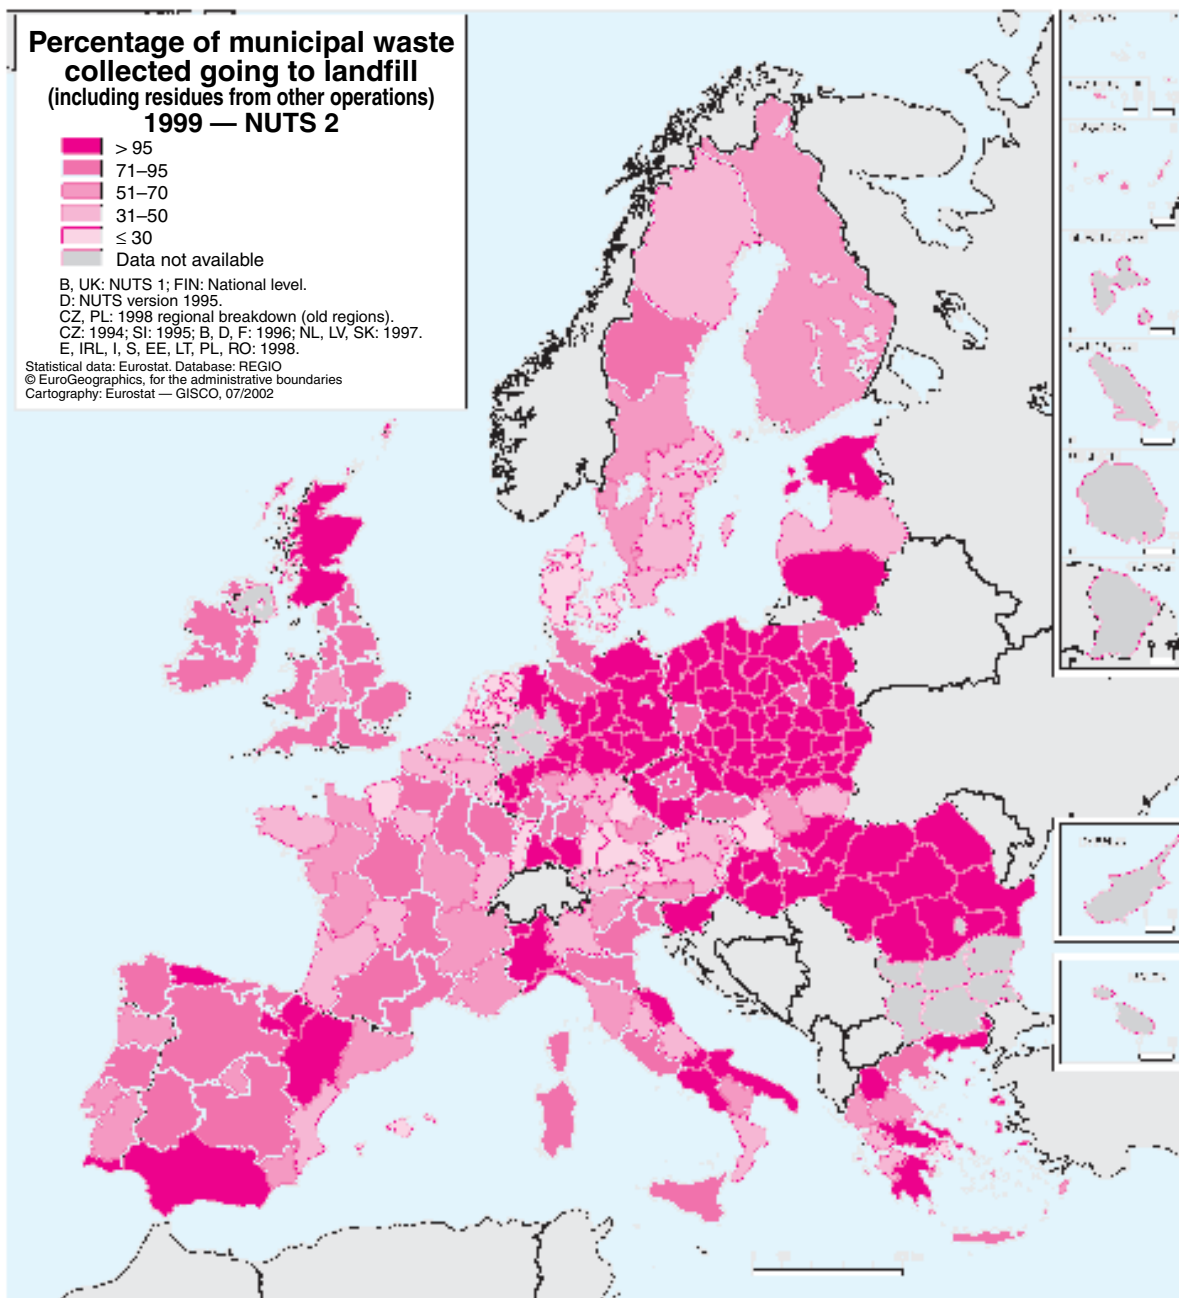 Percentage of municipal waste
collected going to landfill
(including residues from other operations)
1999 — NUTS 2
> 95
71–95
51–70
31–50
≤ 30
Data not available
B, UK: NUTS 1; FIN: National level.
D: NUTS version 1995.
CZ, PL: 1998 regional breakdown (old regions).
CZ: 1994; SI: 1995; B, D, F: 1996; NL, LV, SK: 1997.
E, IRL, I, S, EE, LT, PL, RO: 1998.
Statistical data: Eurostat. Database: REGIO
© EuroGeographics, for the administrative boundaries
Cartography: Eurostat — GISCO, 07/2002